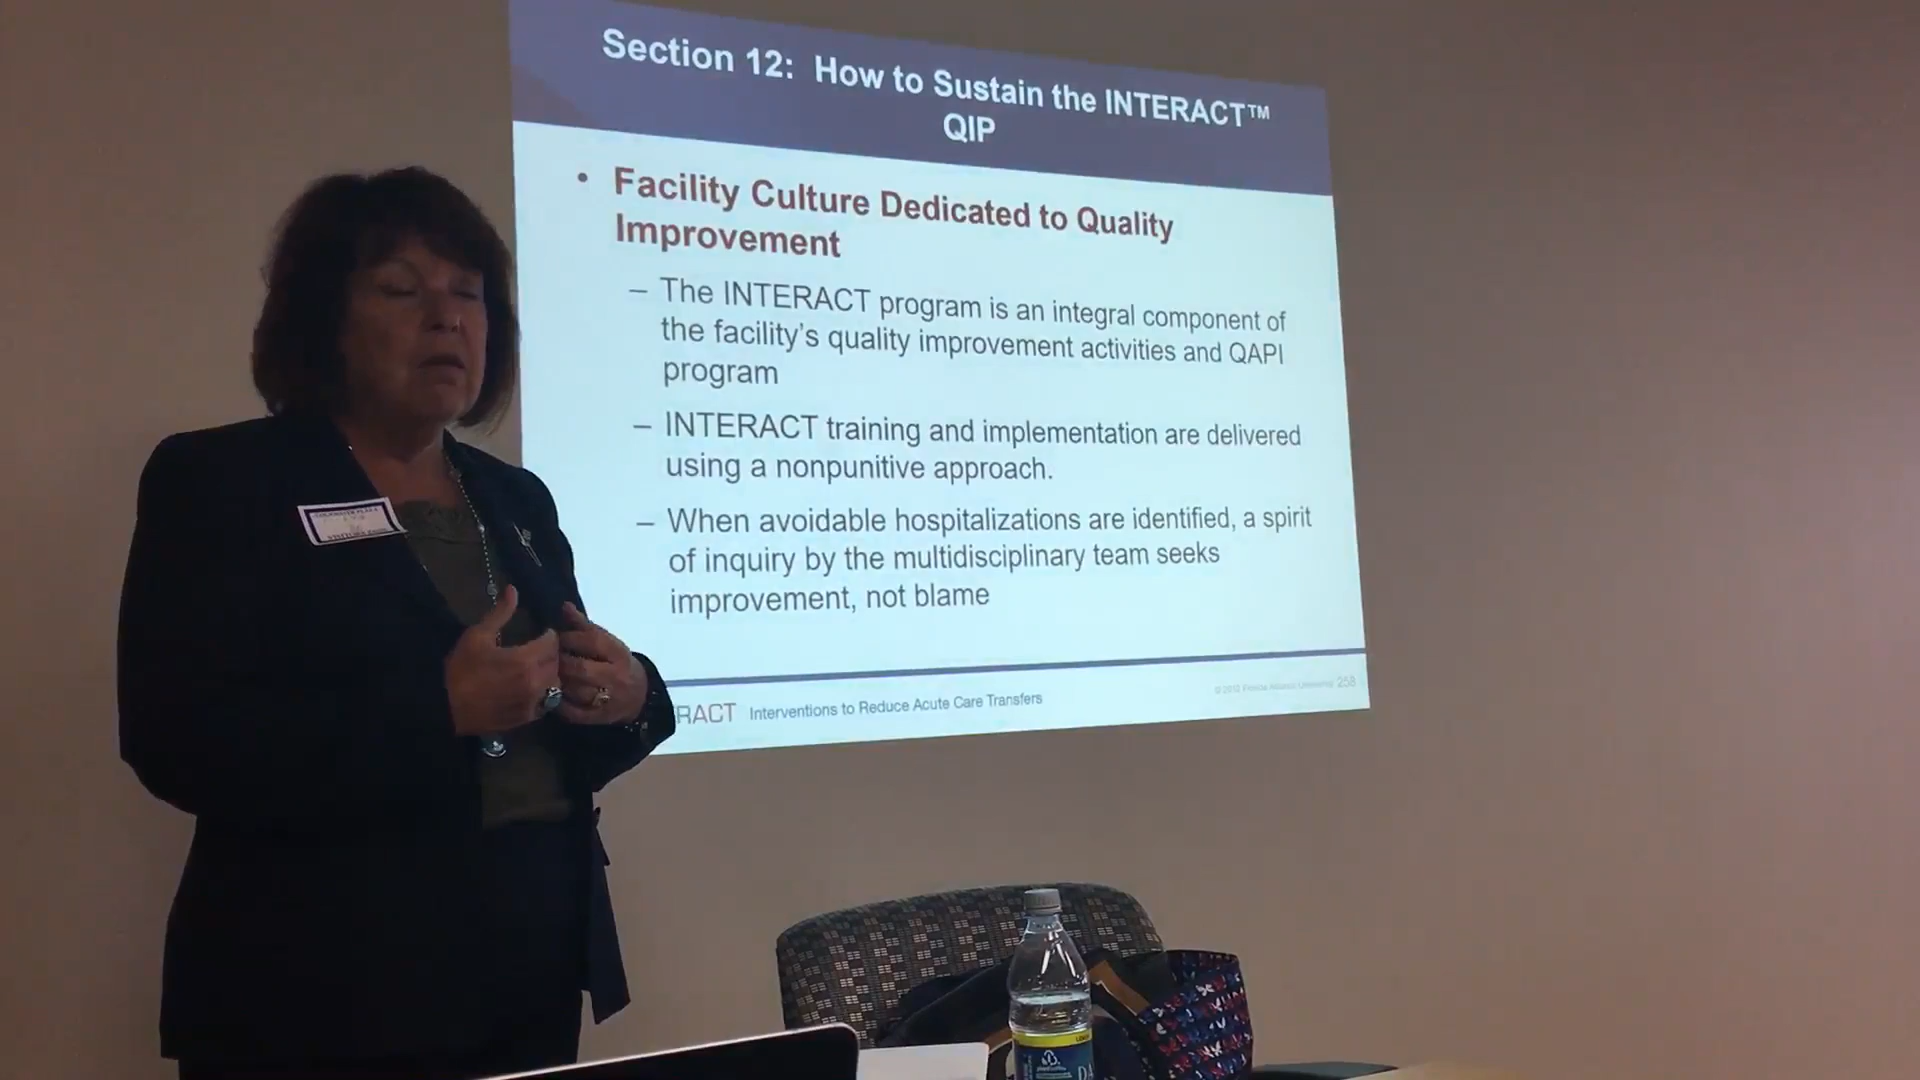 Section 12: How to Sustain the INTERACT™
QIP
• Facility Culture Dedicated to Quality
Improvement
– The INTERACT program is an integral component of
the facility’s quality improvement activities and QAPI
program
– INTERACT training and implementation are delivered
using a nonpunitive approach.
– When avoidable hospitalizations are identified, a spirit
of inquiry by the multidisciplinary team seeks
improvement, not blame
RACT Interventions to Reduce Acute Care Transfers
258